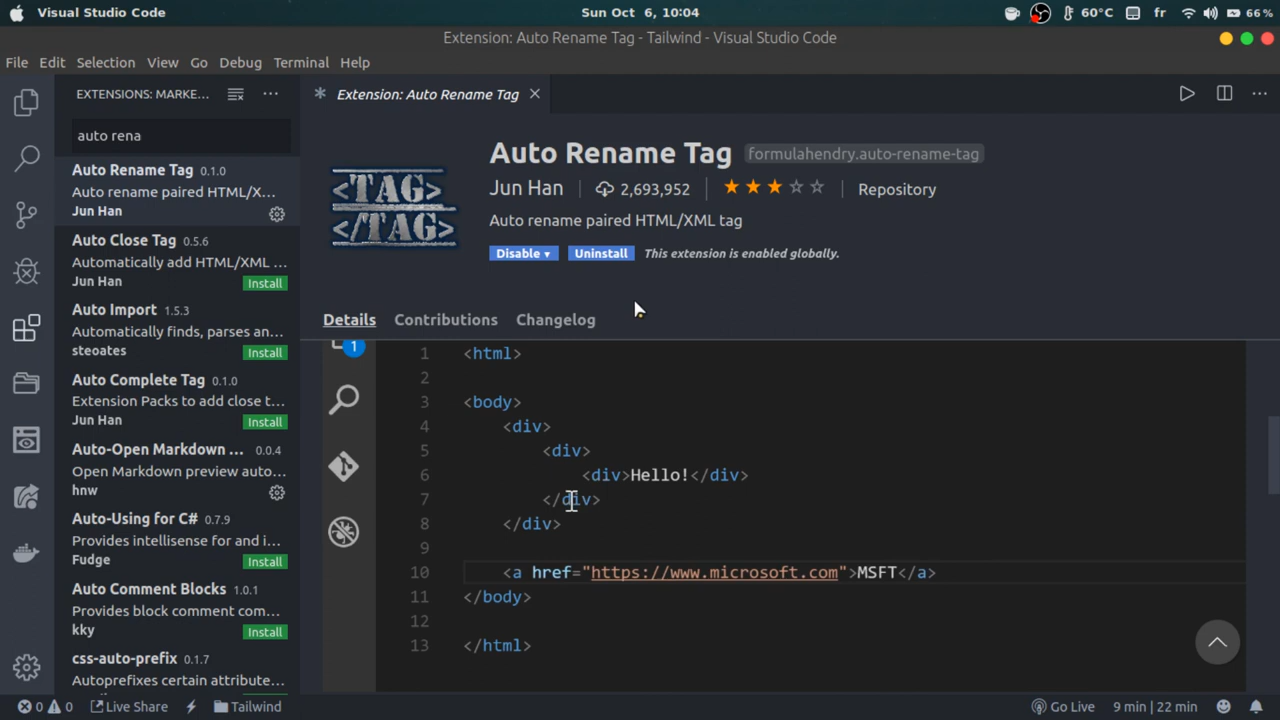 Visual Studio Code
Sun Oct 6, 10:04
60°C
fr
66%
Extension: Auto Rename Tag - Tailwind - Visual Studio Code
File Edit Selection View Go Debug Terminal Help
EXTENSIONS: MARKE...
auto rena
Auto Rename Tag 0.1.0
Auto rename paired HTML/X...
Jun Han
Auto Close Tag 0.5.6
Automatically add HTML/XML ...
Jun Han Install
Auto Import 1.5.3
Automatically finds, parses an...
steoates Install
Auto Complete Tag 0.1.0
Extension Packs to add close t...
Jun Han Install
Auto-Open Markdown ... 0.0.4
Open Markdown preview auto...
hnw
Auto-Using for C# 0.7.9
Provides intellisense for and i...
Fudge Install
Auto Comment Blocks 1.0.1
Provides block comment com...
kky Install
css-auto-prefix 0.1.7
Autoprefixes certain attribute...
Extension: Auto Rename Tag
<TAG>
</TAG>
Auto Rename Tag formulahendry.auto-rename-tag
Jun Han 2,693,952 Repository
Auto rename paired HTML/XML tag
Disable Uninstall This extension is enabled globally.
Details Contributions Changelog
1
1 <html>
2
3 <body>
4 <div>
5 <div>
6 <div>Hello!</div>
7 </div>
8 </div>
9
10 <a href="https://www.microsoft.com">MSFT</a>
11 </body>
12
13 </html>
0 0 Live Share Tailwind Go Live 9 min | 22 min